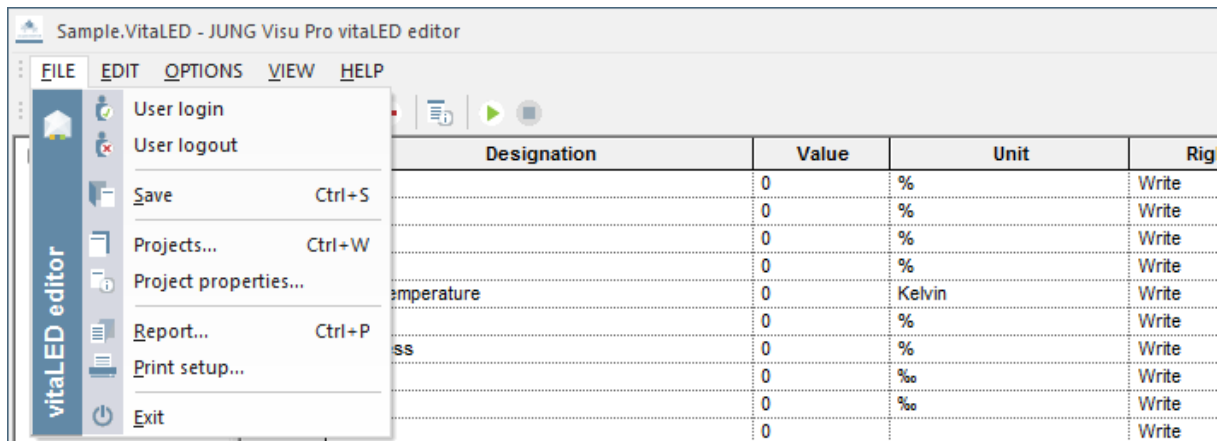 Sample.VitaLED - JUNG Visu Pro vitaLED editor
FILE EDIT OPTIONS VIEW HELP
User login
User logout
Save Ctrl+S
Projects... Ctrl+W
Project properties...
Report... Ctrl+P
Print setup...
Exit
vitaLED editor
Designation Value Unit
0 % Write
0 % Write
0 % Write
0 % Write
emperature 0 Kelvin Write
0 % Write
ess 0 % Write
0 ‰ Write
0 ‰ Write
0 Write